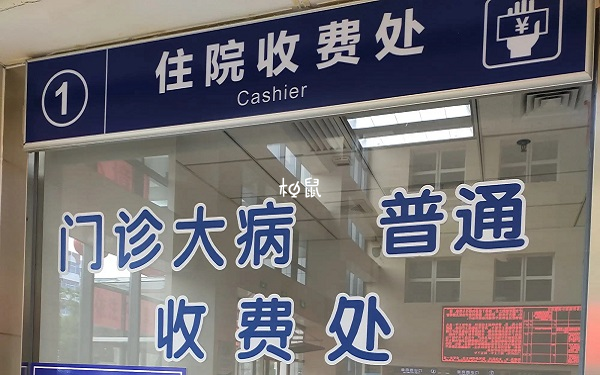 1 住院收费处
Cashier
¥
松鼠
门诊大病 普通
收费处